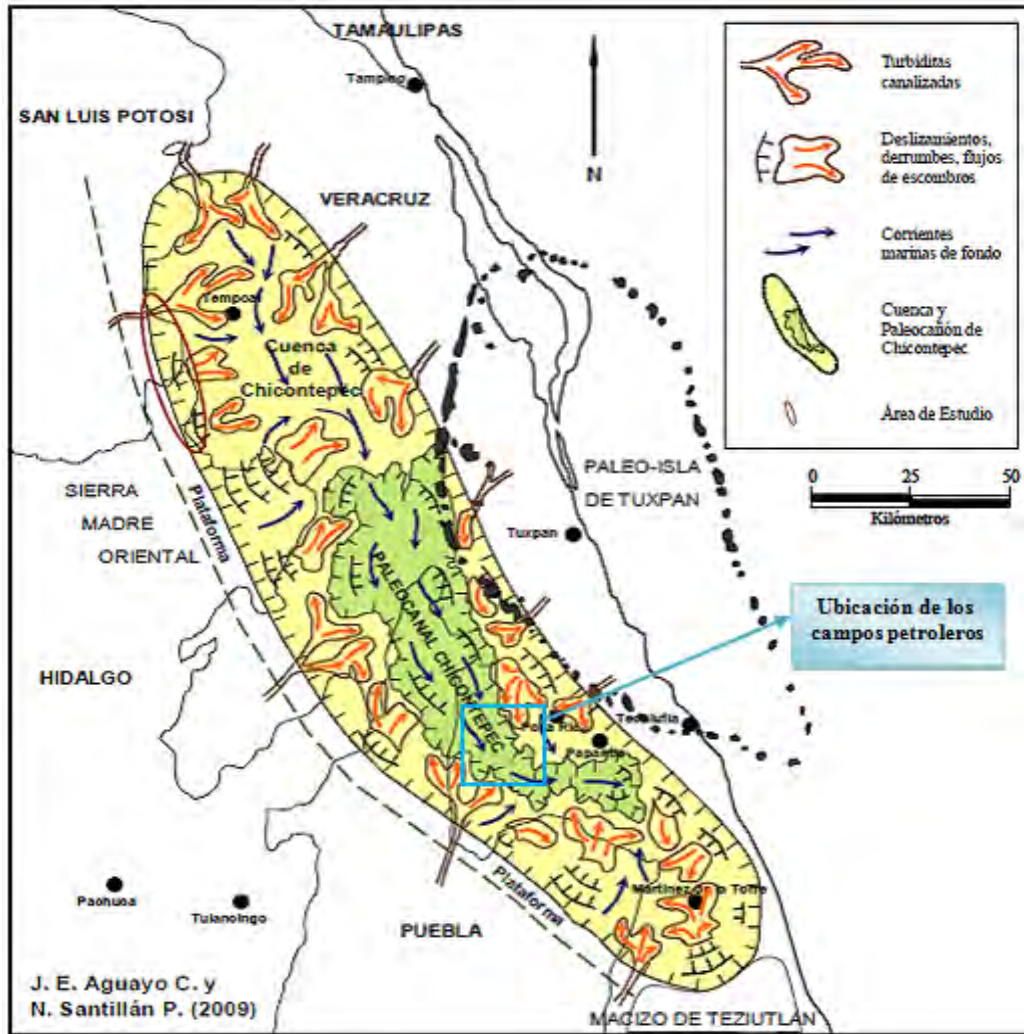 TAMAULIPAS
Tampico
SAN LUIS POTOSI
N
VERACRUZ
Tempoal
Cuenca
de
Chicontepec
Turbiditas
canalizadas
Deslizamientos,
derrumbes, flujos
de escombros
Corrientes
marinas de fondo
Cuenca y
Paleocañón de
Chicontepec
Área de Estudio
0 25 50
Kilómetros
PALEO-ISLA
DE TUXPAN
Tuxpan
SIERRA
MADRE
ORIENTAL
Plataforma
PALEOCANAL CHICONTEPEC
Ubicación de los
campos petroleros
HIDALGO
Poza Rica
Tecolutla
Papantla
Pachuca
Tulancingo
Plataforma
PUEBLA
Martínez de la Torre
J. E. Aguayo C. y
N. Santillán P. (2009)
MACIZO DE TEZIUTLÁN